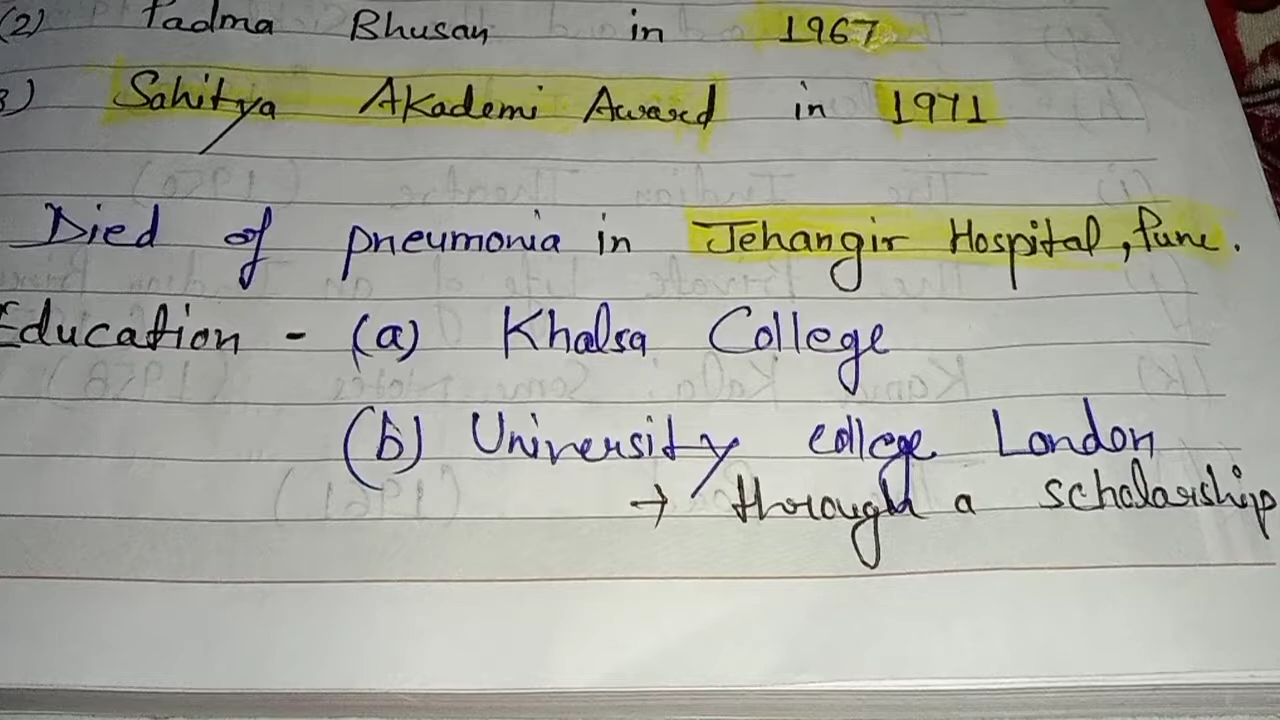 (2) Padma Bhusan in 1967
3) Sahitya Akademi Award in 1971
Died of pneumonia in Jehangir Hospital, Pune.
Education - (a) Khalsa College
(b) University college London
→ through a scholarship